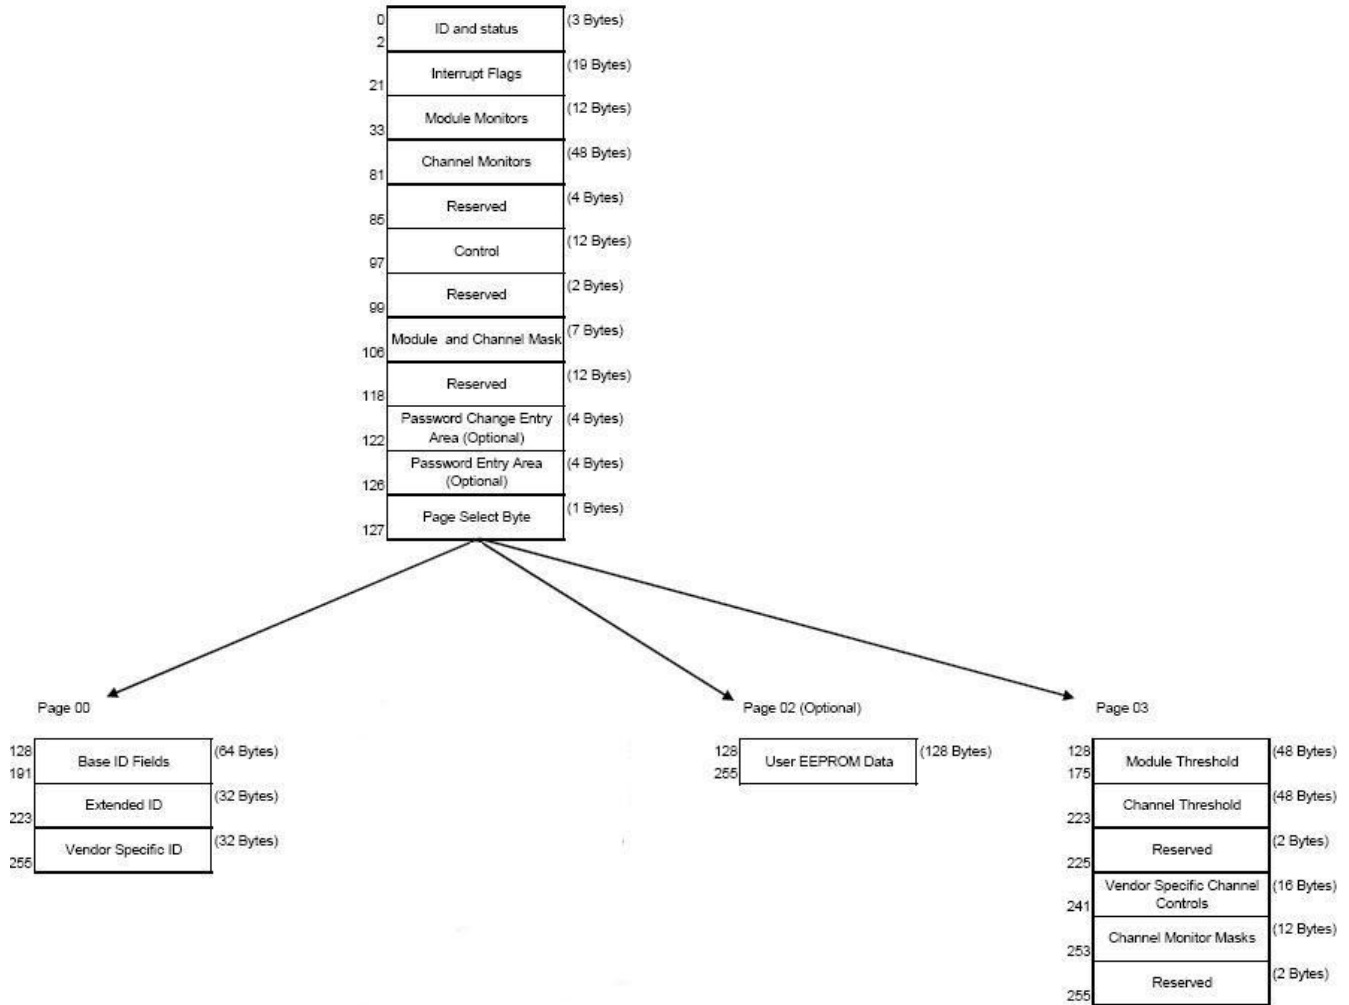 0
ID and status
(3 Bytes)
2
Interrupt Flags
(19 Bytes)
21
Module Monitors
(12 Bytes)
33
Channel Monitors
(48 Bytes)
81
Reserved
(4 Bytes)
85
Control
(12 Bytes)
97
Reserved
(2 Bytes)
99
Module and Channel Mask
(7 Bytes)
106
Reserved
(12 Bytes)
118
Password Change Entry
Area (Optional)
(4 Bytes)
122
Password Entry Area
(Optional)
(4 Bytes)
126
Page Select Byte
(1 Bytes)
127
Page 00
128
Base ID Fields
(64 Bytes)
191
Extended ID
(32 Bytes)
223
Vendor Specific ID
(32 Bytes)
255
Page 02 (Optional)
128
User EEPROM Data
(128 Bytes)
255
Page 03
128
Module Threshold
(48 Bytes)
175
Channel Threshold
(48 Bytes)
223
Reserved
(2 Bytes)
225
Vendor Specific Channel
Controls
(16 Bytes)
241
Channel Monitor Masks
(12 Bytes)
253
Reserved
(2 Bytes)
255